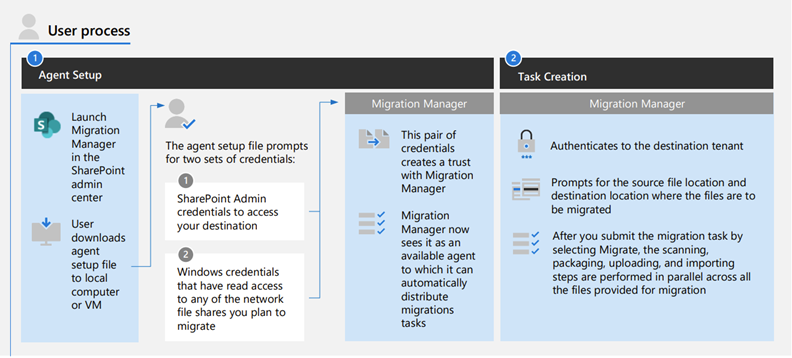 User process
1
Agent Setup
S
Launch
Migration
Manager
in the
SharePoint
admin
center
User
downloads
agent
setup file
to local
computer
or VM
The agent setup file prompts
for two sets of credentials:
1
SharePoint Admin
credentials to access
your destination
2
Windows credentials
that have read access
to any of the network
file shares you plan to
migrate
Migration Manager
This pair of
credentials
creates a trust
with Migration
Manager
Migration
Manager now
sees it as an
available agent
to which it can
automatically
distribute
migrations
tasks
2
Task Creation
Migration Manager
Authenticates to the destination tenant
Prompts for the source file location and
destination location where the files are to
be migrated
After you submit the migration task by
selecting Migrate, the scanning,
packaging, uploading, and importing
steps are performed in parallel across all
the files provided for migration